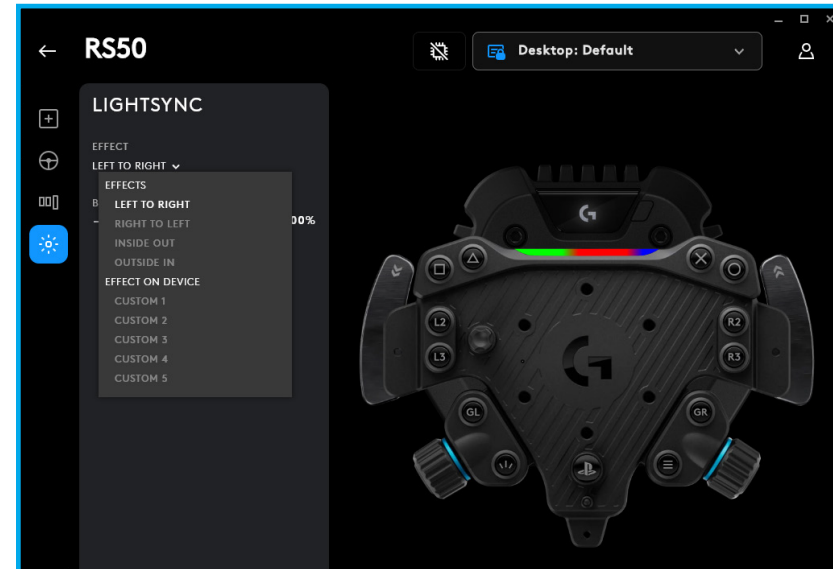 RS50
Desktop: Default
LIGHTSYNC
EFFECT
LEFT TO RIGHT
EFFECTS
LEFT TO RIGHT
RIGHT TO LEFT
INSIDE OUT
OUTSIDE IN
EFFECT ON DEVICE
CUSTOM 1
CUSTOM 2
CUSTOM 3
CUSTOM 4
CUSTOM 5
B
00%
L2
R2
L3
R3
GL
GR